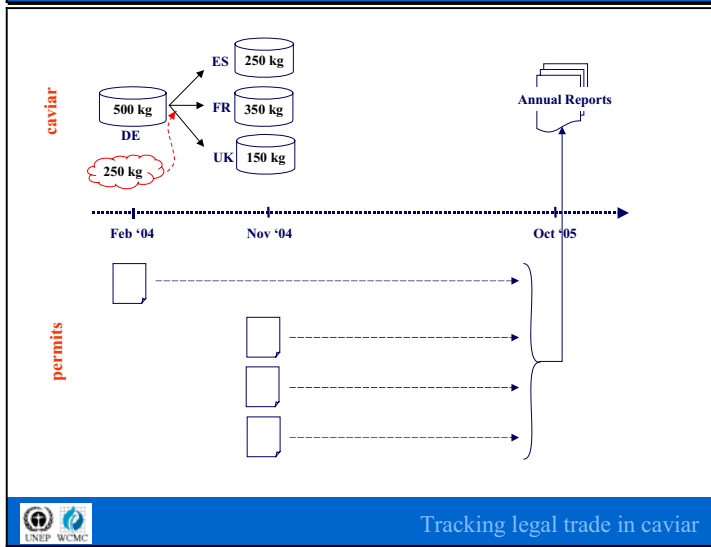 caviar
ES 250 kg
500 kg
FR 350 kg
DE
UK 150 kg
250 kg
Annual Reports
Feb ‘04
Nov ‘04
Oct ‘05
permits
UNEP WCMC
Tracking legal trade in caviar